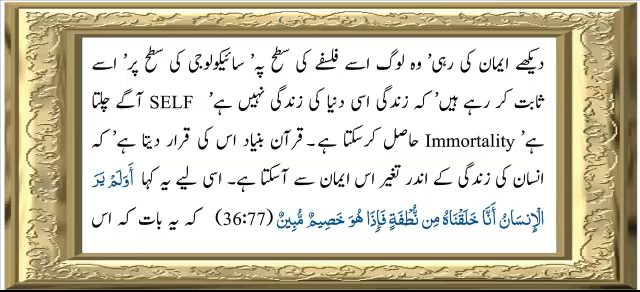 دیکھے ایمان کی رہی’ وہ لوگ اسے فلسفے کی سطح پہ’ سائیکولوجی کی سطح پر’ اسے
ثابت کر رہے ہیں’ کہ زندگی اسی دنیا کی زندگی نہیں ہے’ SELF آگے چلتا
ہے’ Immortality حاصل کرسکتا ہے۔ قرآن بنیاد اس کی قرار دیتا ہے’ کہ
انسان کی زندگی کے اندر تغیر اس ایمان سے آسکتا ہے۔ اسی لیے یہ کہا أَوَلَمْ يَرَ
الْإِنسَانُ أَنَّا خَلَقْنَاهُ مِن نُّطْفَةٍ فَإِذَا هُوَ خَصِيمٌ مُّبِينٌ (36:77) کہ یہ بات کہ اس